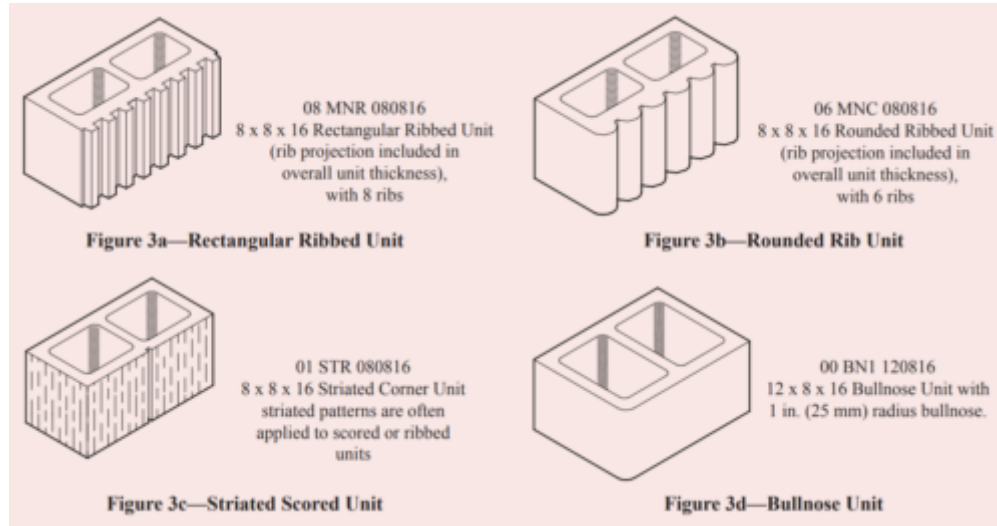 08 MNR 080816
8 x 8 x 16 Rectangular Ribbed Unit
(rib projection included in
overall unit thickness),
with 8 ribs
Figure 3a—Rectangular Ribbed Unit
06 MNC 080816
8 x 8 x 16 Rounded Ribbed Unit
(rib projection included in
overall unit thickness),
with 6 ribs
Figure 3b—Rounded Rib Unit
01 STR 080816
8 x 8 x 16 Striated Corner Unit
striated patterns are often
applied to scored or ribbed
units
Figure 3c—Striated Scored Unit
00 BN1 120816
12 x 8 x 16 Bullnose Unit with
1 in. (25 mm) radius bullnose.
Figure 3d—Bullnose Unit